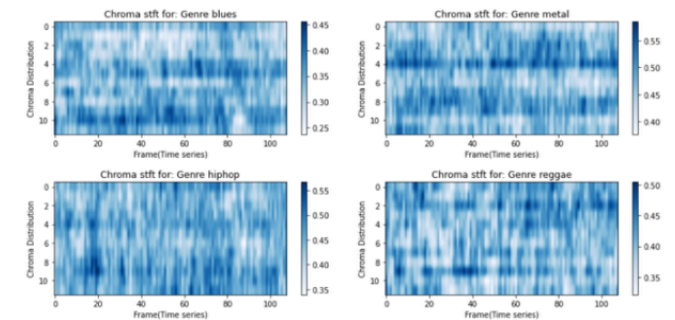 Chroma stft for: Genre blues
Chroma Distribution
0
2
4
6
8
10
0 20 40 60 80 100
Frame(Time series)
0.45
0.40
0.35
0.30
0.25
Chroma stft for: Genre metal
Chroma Distribution
0
2
4
6
8
10
0 20 40 60 80 100
Frame(Time series)
0.55
0.50
0.45
0.40
Chroma stft for: Genre hiphop
Chroma Distribution
0
2
4
6
8
10
0 20 40 60 80 100
Frame(Time series)
0.55
0.50
0.45
0.40
0.35
Chroma stft for: Genre reggae
Chroma Distribution
0
2
4
6
8
10
0 20 40 60 80 100
Frame(Time series)
0.50
0.45
0.40
0.35